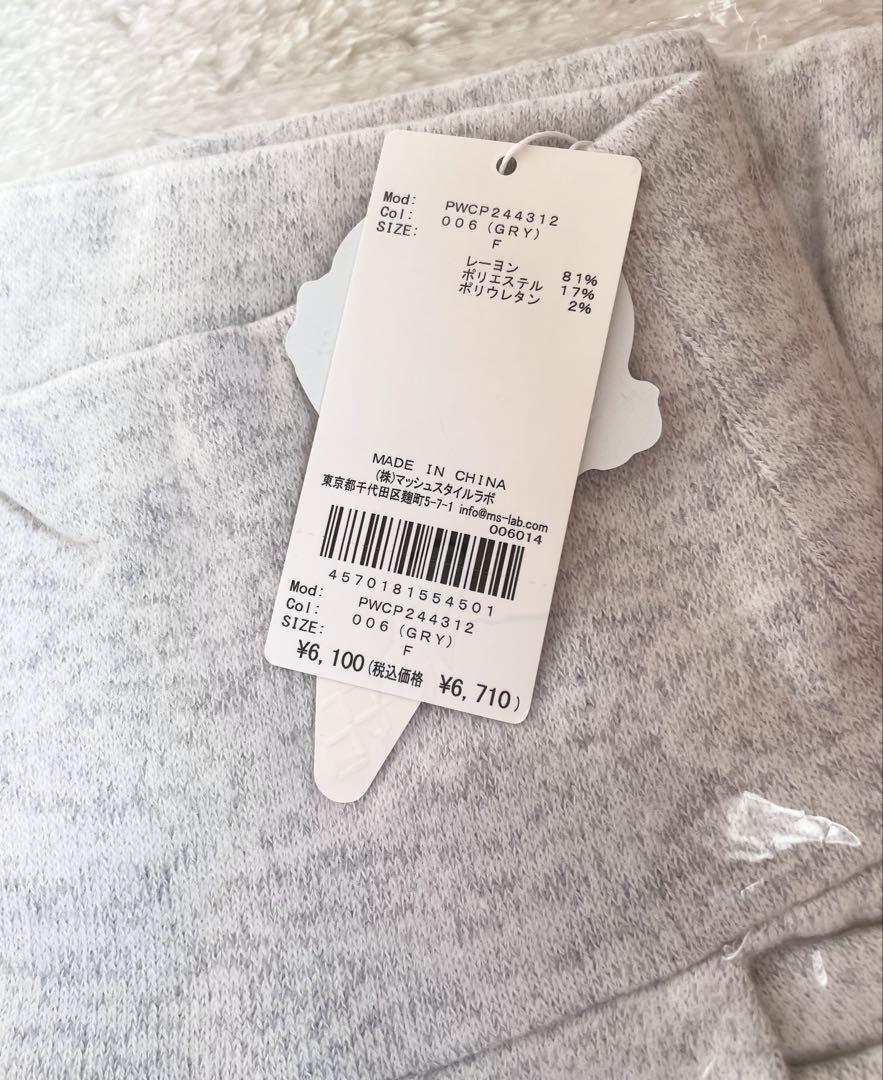 Mod: PWCP244312
Col: 006 (GRY)
SIZE: F
レーヨン 81%
ポリエステル 17%
ポリウレタン 2%
MADE IN CHINA
(株)マッシュスタイルラボ
東京都千代田区麹町5-7-1 info@ms-lab.com
006014
4570181554501
Mod: PWCP244312
Col: 006 (GRY)
SIZE: F
¥6,100(税込価格 ¥6,710)